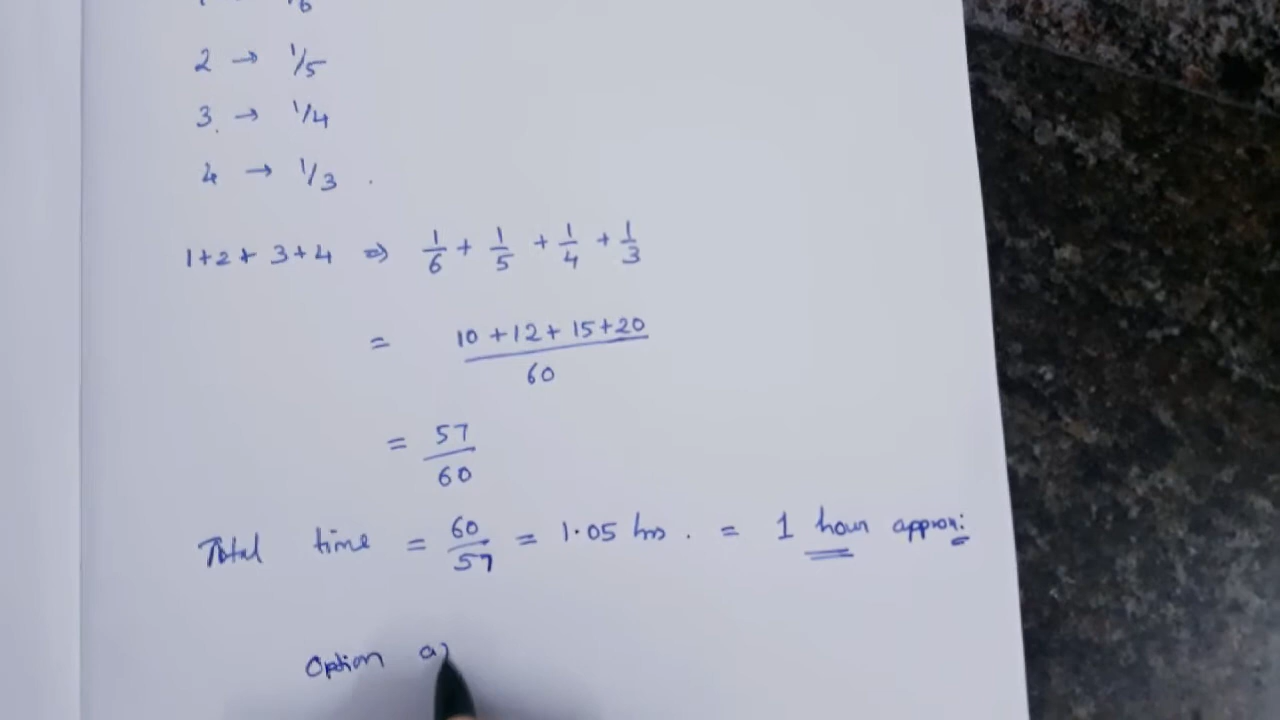 2 → 1/5
3. → 1/4
4 → 1/3 .
1+2+3+4 ⇒ 1/6 + 1/5 + 1/4 + 1/3
= 10+12+15+20 / 60
= 57/60
Total time = 60/57 = 1.05 hrs. = 1 hour approx:
Option a)